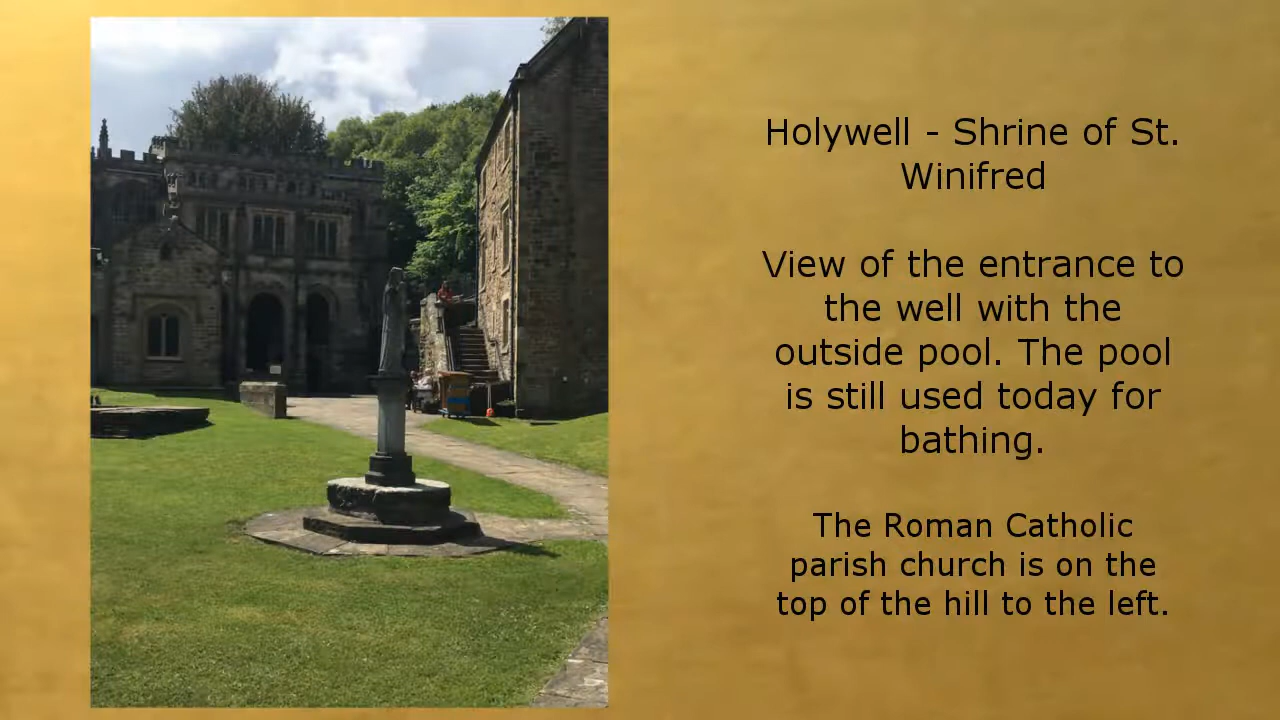 Holywell - Shrine of St.
Winifred
View of the entrance to
the well with the
outside pool. The pool
is still used today for
bathing.
The Roman Catholic
parish church is on the
top of the hill to the left.